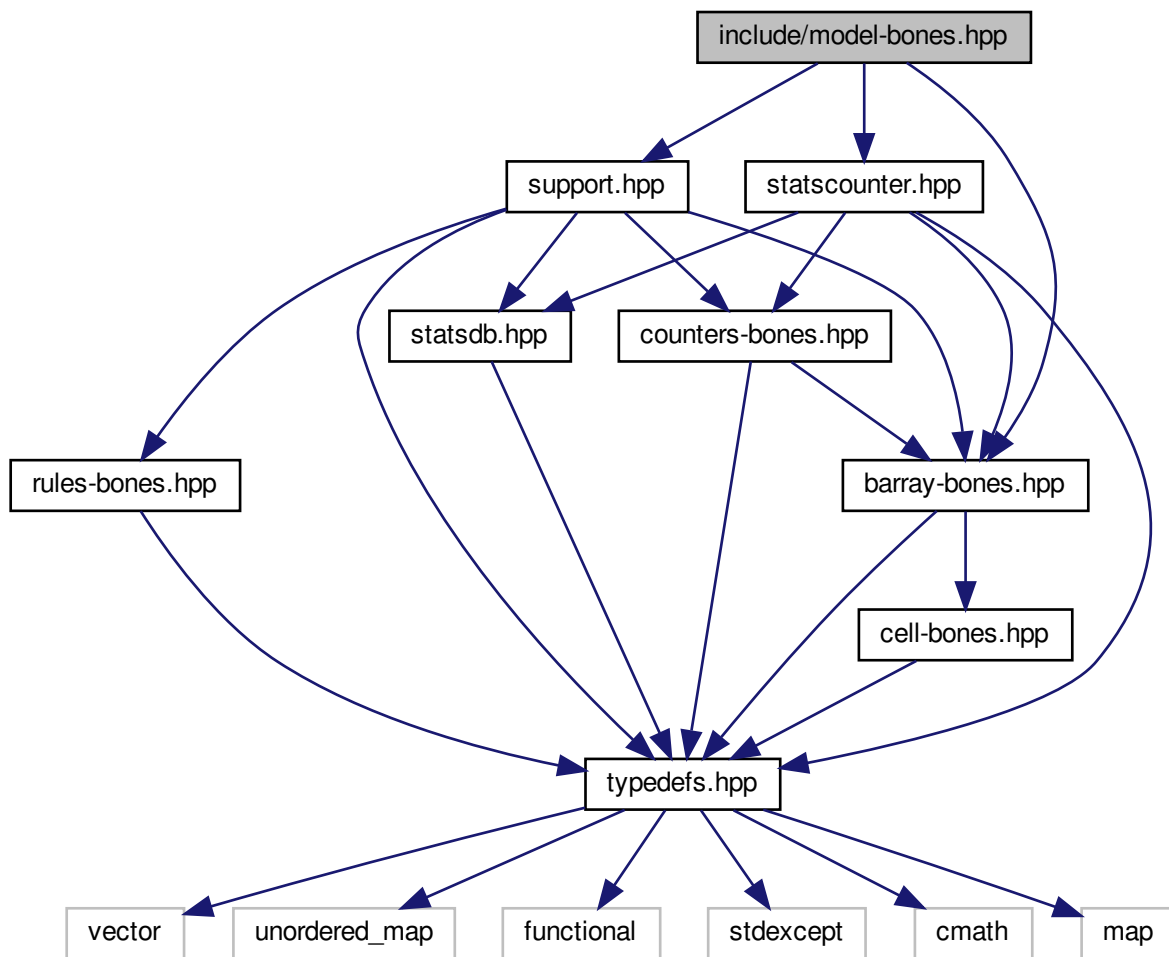 include/model-bones.hpp
support.hpp
statscounter.hpp
statsdb.hpp
counters-bones.hpp
rules-bones.hpp
barray-bones.hpp
cell-bones.hpp
typedefs.hpp
vector
unordered_map
functional
stdexcept
cmath
map